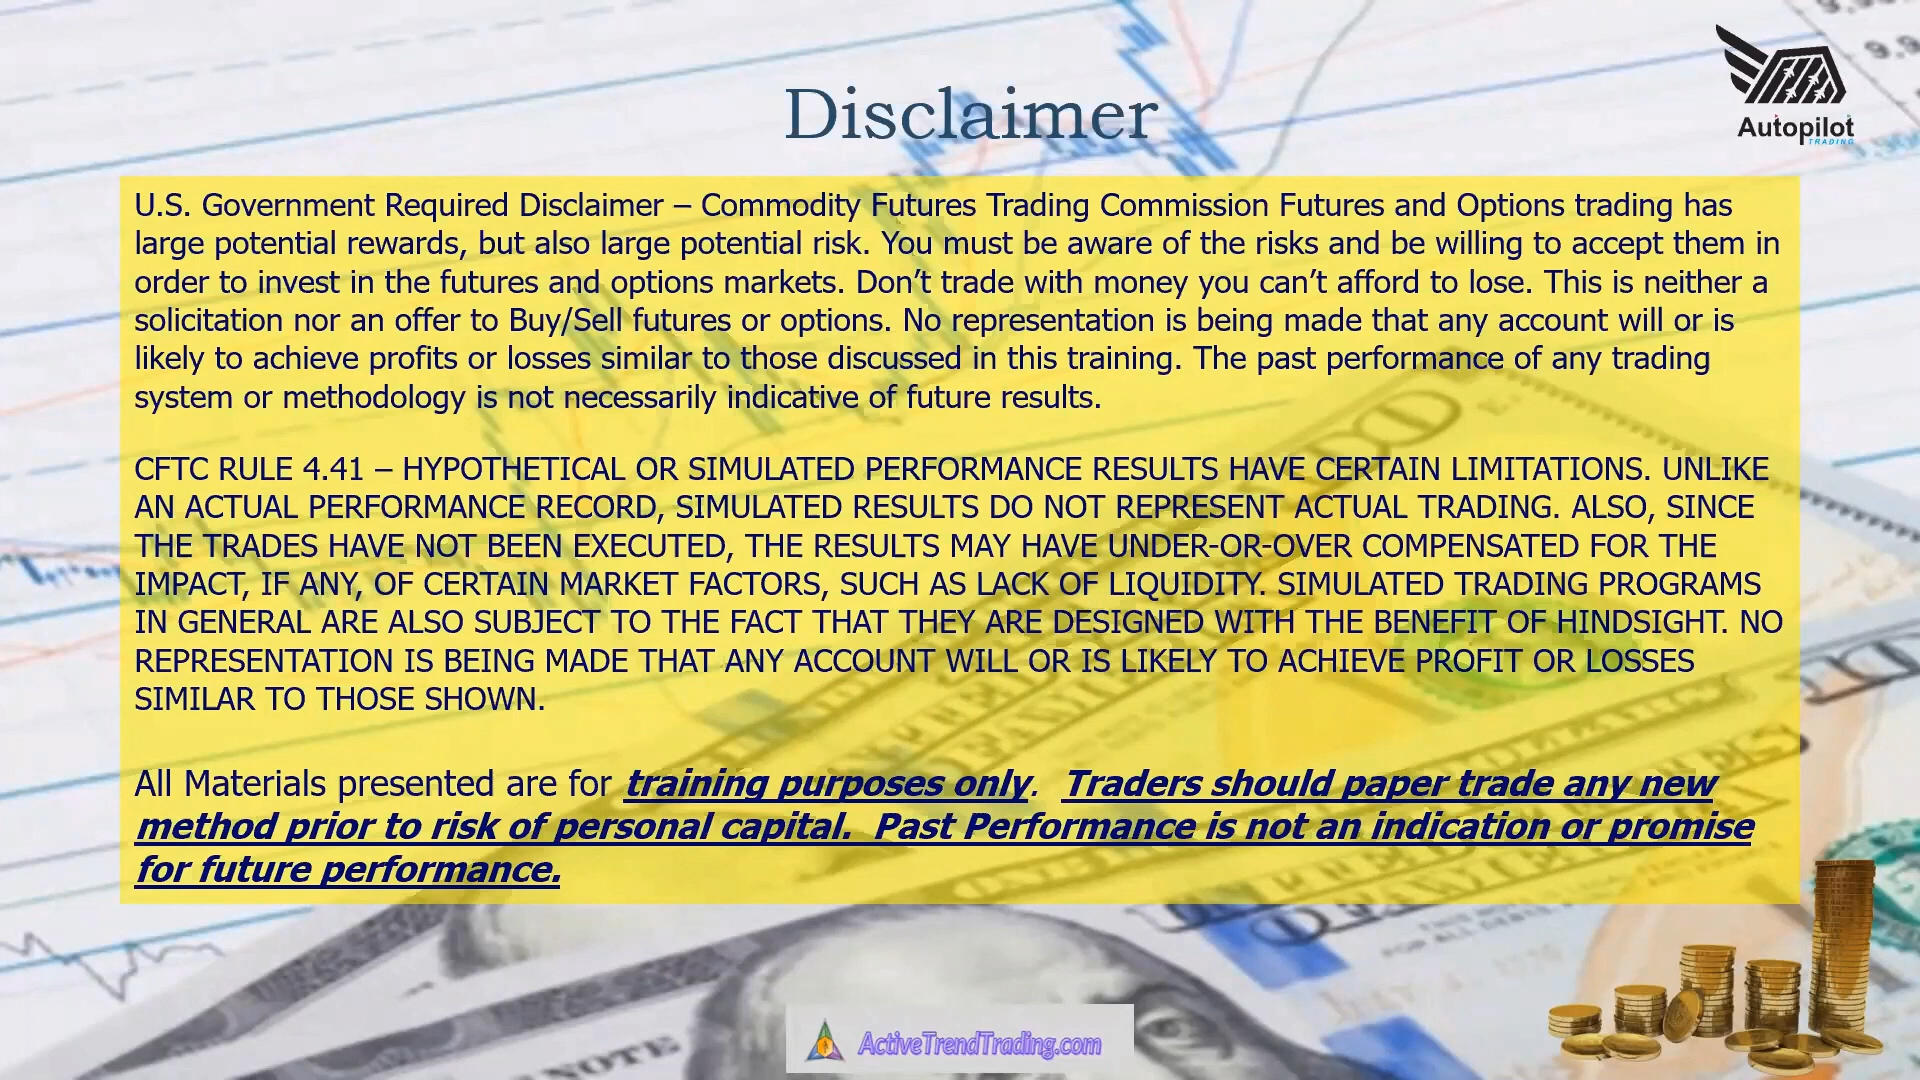 Disclaimer
Autopilot
TRADING
U.S. Government Required Disclaimer – Commodity Futures Trading Commission Futures and Options trading has
large potential rewards, but also large potential risk. You must be aware of the risks and be willing to accept them in
order to invest in the futures and options markets. Don’t trade with money you can’t afford to lose. This is neither a
solicitation nor an offer to Buy/Sell futures or options. No representation is being made that any account will or is
likely to achieve profits or losses similar to those discussed in this training. The past performance of any trading
system or methodology is not necessarily indicative of future results.
CFTC RULE 4.41 – HYPOTHETICAL OR SIMULATED PERFORMANCE RESULTS HAVE CERTAIN LIMITATIONS. UNLIKE
AN ACTUAL PERFORMANCE RECORD, SIMULATED RESULTS DO NOT REPRESENT ACTUAL TRADING. ALSO, SINCE
THE TRADES HAVE NOT BEEN EXECUTED, THE RESULTS MAY HAVE UNDER-OR-OVER COMPENSATED FOR THE
IMPACT, IF ANY, OF CERTAIN MARKET FACTORS, SUCH AS LACK OF LIQUIDITY. SIMULATED TRADING PROGRAMS
IN GENERAL ARE ALSO SUBJECT TO THE FACT THAT THEY ARE DESIGNED WITH THE BENEFIT OF HINDSIGHT. NO
REPRESENTATION IS BEING MADE THAT ANY ACCOUNT WILL OR IS LIKELY TO ACHIEVE PROFIT OR LOSSES
SIMILAR TO THOSE SHOWN.
All Materials presented are for training purposes only.  Traders should paper trade any new
method prior to risk of personal capital.  Past Performance is not an indication or promise
for future performance.
ActiveTrendTrading.com